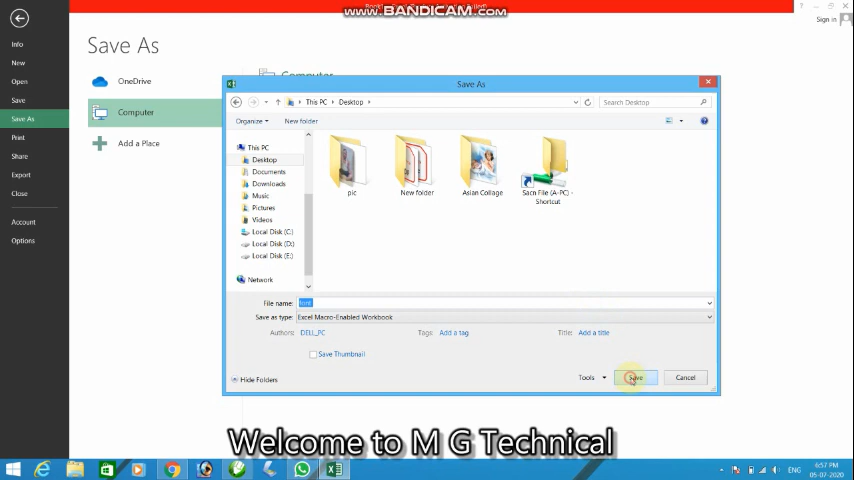 www.BANDICAM.com
Sign in
Info
New
Open
Save
Save As
Print
Share
Export
Close
Account
Options
Save As
OneDrive
Computer
Add a Place
Computer
Save As
This PC
Desktop
Search Desktop
Organize
New folder
This PC
Desktop
Documents
Downloads
Music
Pictures
Videos
Local Disk (C:)
Local Disk (D:)
Local Disk (E:)
Network
pic
New folder
Asian Collage
Sacn File (A-PC) -
Shortcut
File name: font
Save as type: Excel Macro-Enabled Workbook
Authors: DELL_PC
Tags: Add a tag
Title: Add a title
Save Thumbnail
Hide Folders
Tools
Save
Cancel
Welcome to M G Technical
ENG
6:57 PM
05-07-2020